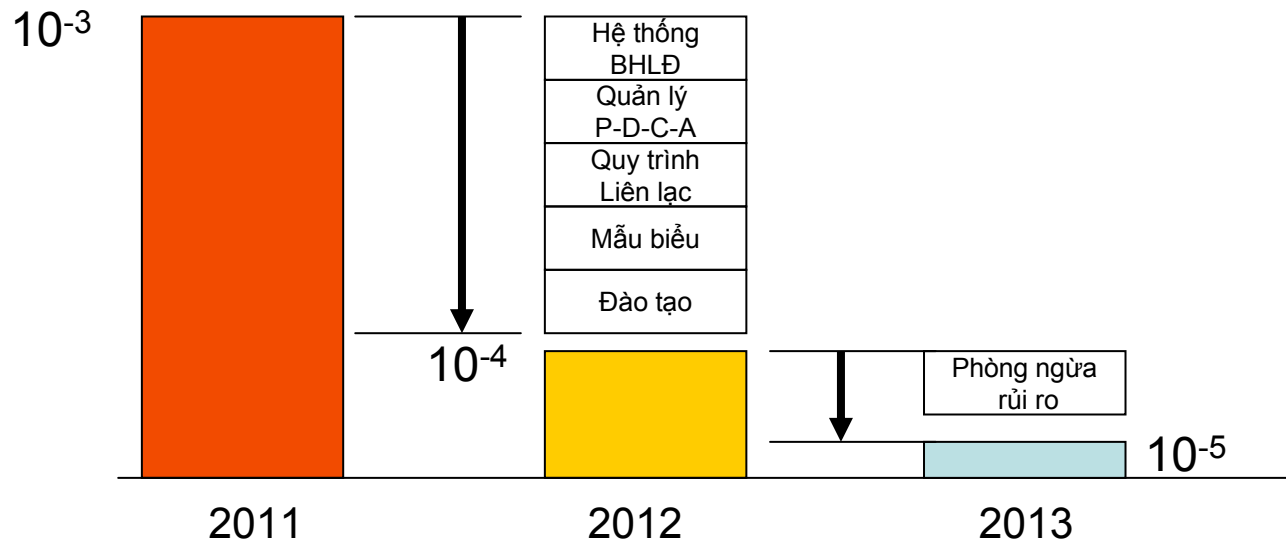 10⁻³
Hệ thống
BHLĐ
Quản lý
P-D-C-A
Quy trình
Liên lạc
Mẫu biểu
Đào tạo
10⁻⁴
Phòng ngừa
rủi ro
10⁻⁵
2011
2012
2013